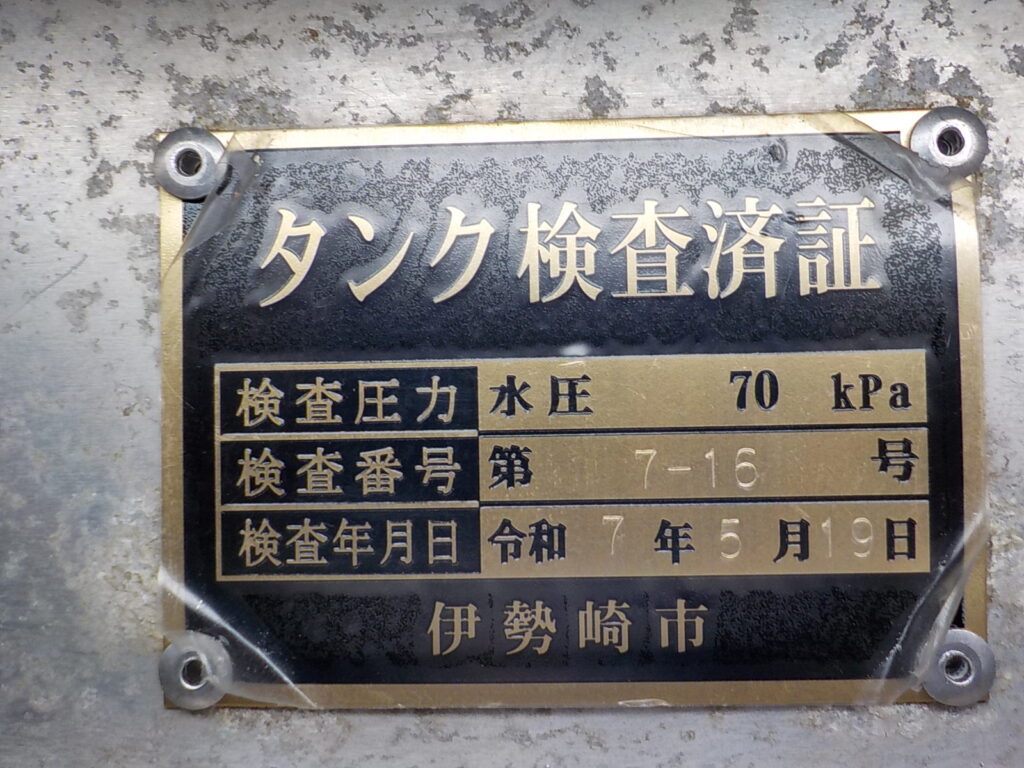 タンク検査済証
検査圧力 水圧 70 kPa
検査番号 第 7-16 号
検査年月日 令和 7 年 5 月 19 日
伊勢崎市